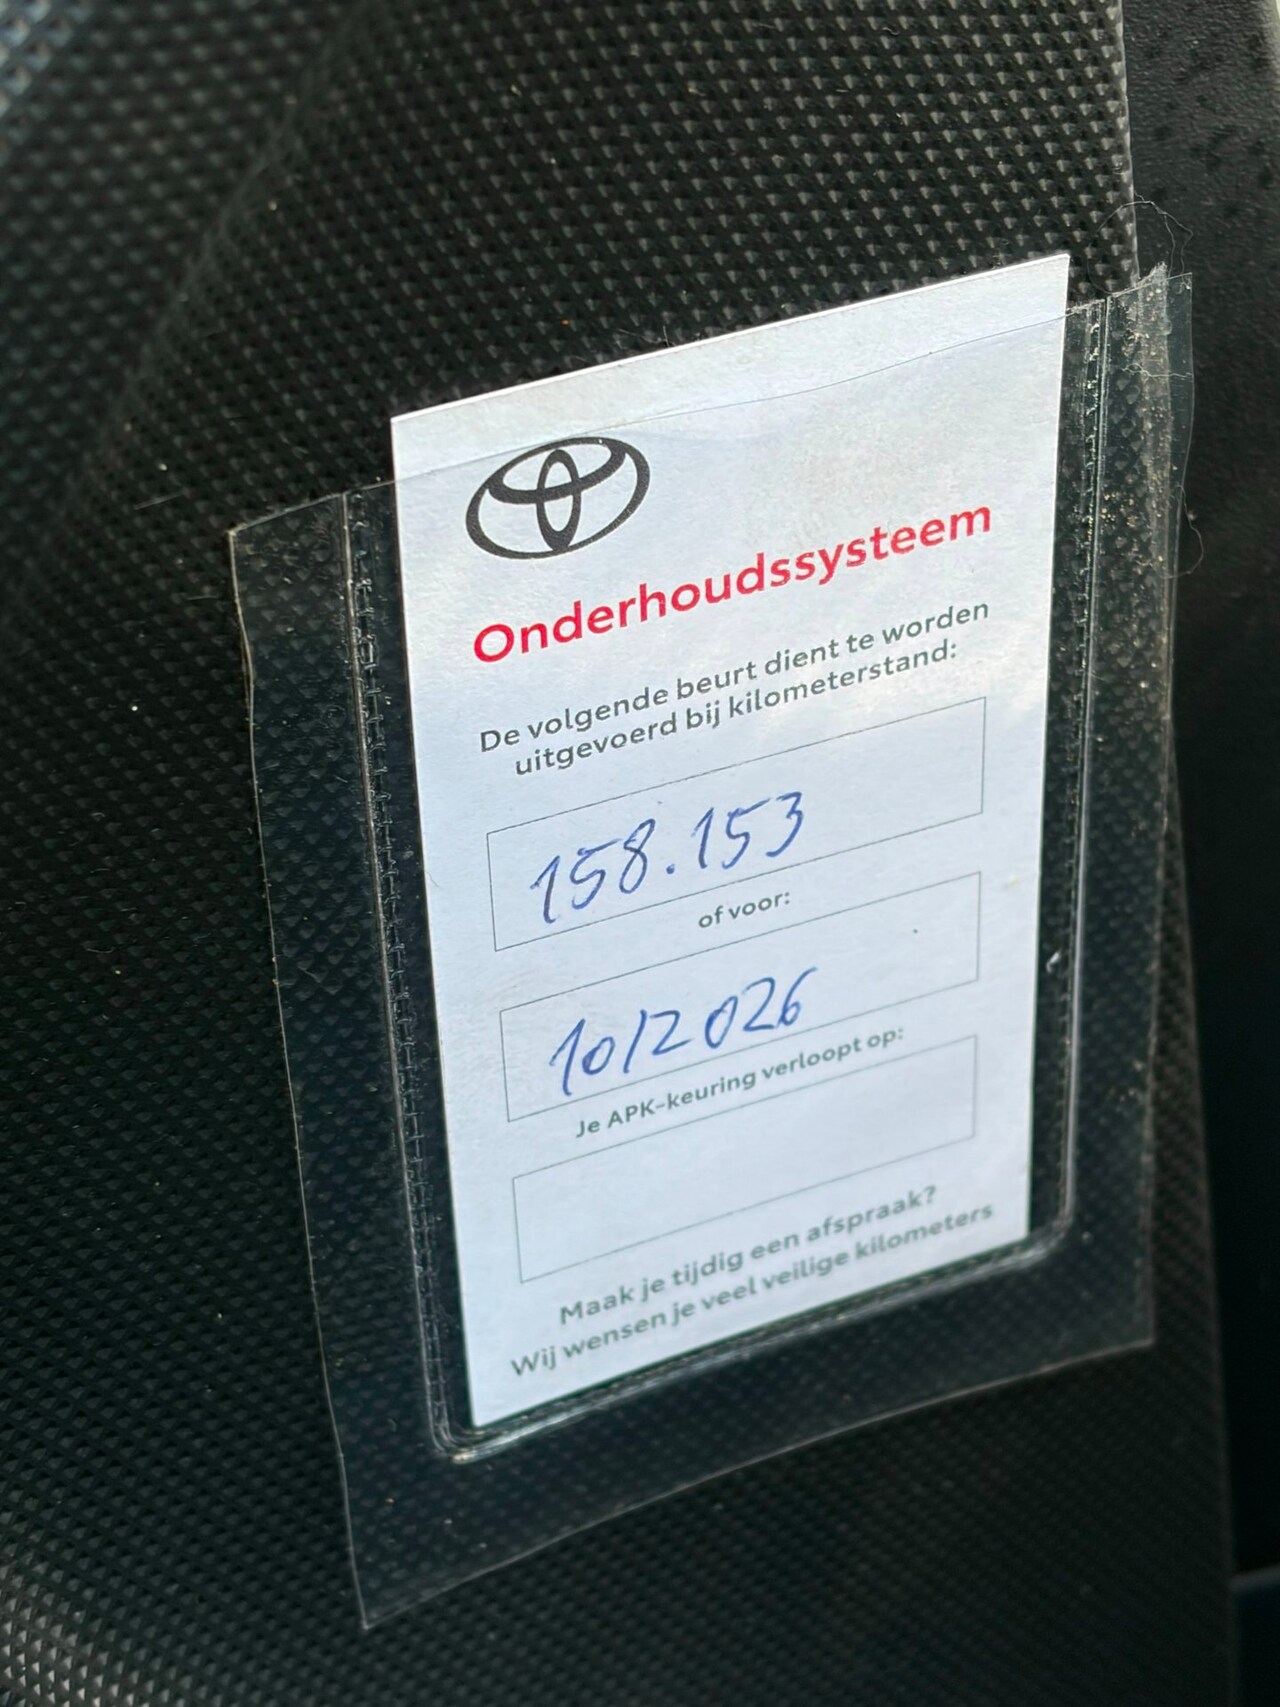 Onderhoudssysteem
De volgende beurt dient te worden
uitgevoerd bij kilometerstand:
158.153
of voor:
10/2026
Je APK-keuring verloopt op:
Maak je tijdig een afspraak?
Wij wensen je veel veilige kilometers